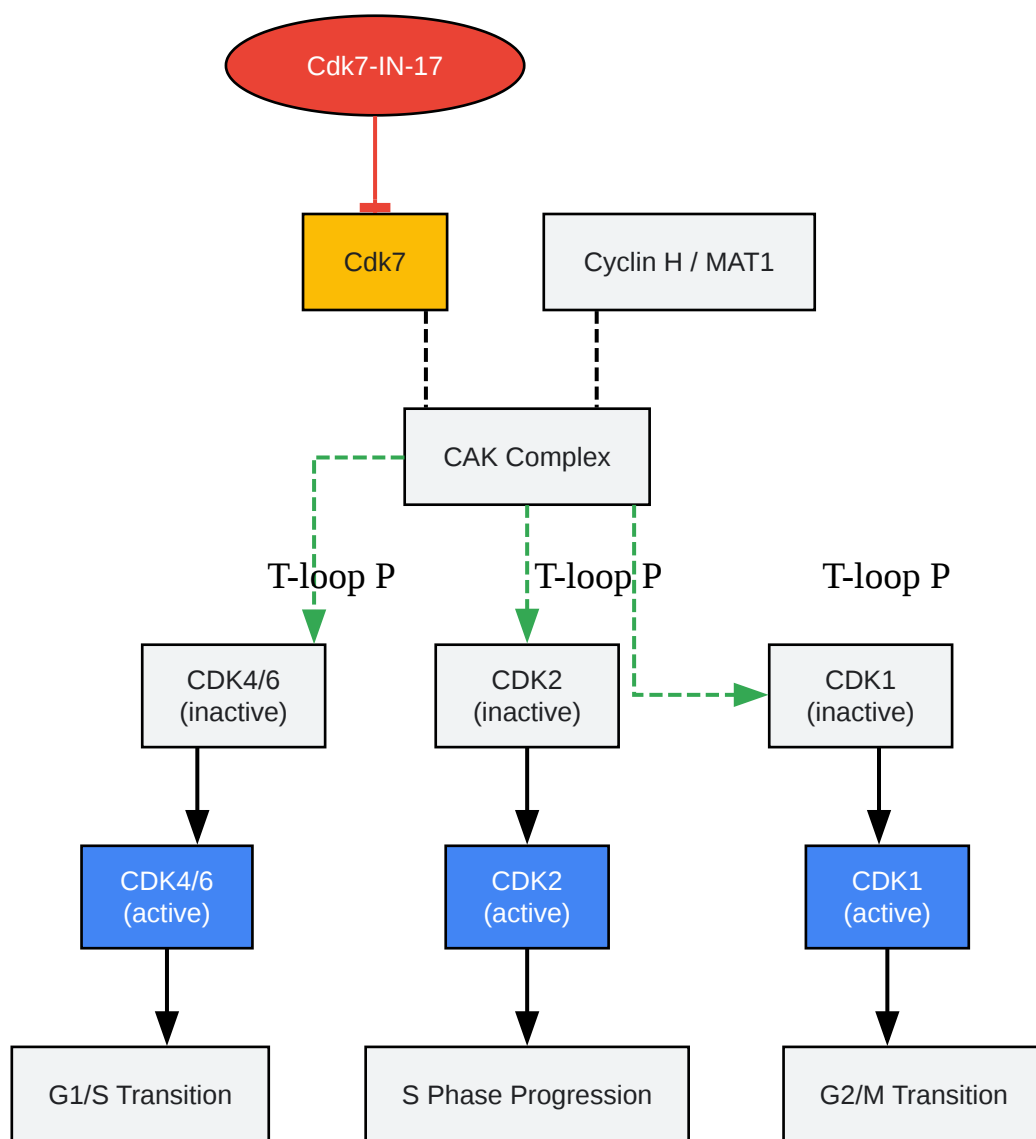 Cdk7-IN-17
Cdk7
Cyclin H / MAT1
CAK Complex
T-loop P
T-loop P
T-loop P
CDK4/6
(inactive)
CDK2
(inactive)
CDK1
(inactive)
CDK4/6
(active)
CDK2
(active)
CDK1
(active)
G1/S Transition
S Phase Progression
G2/M Transition